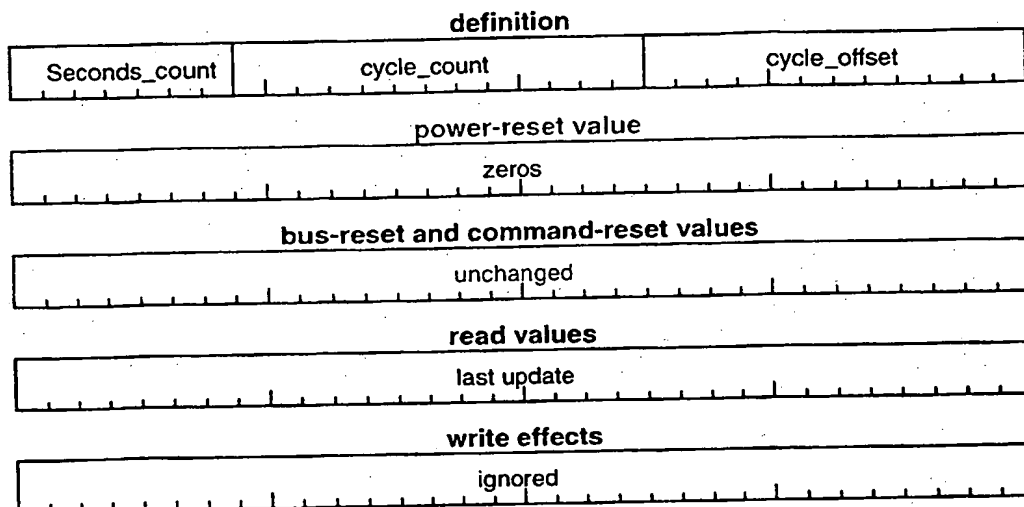 definition
Seconds_count cycle_count cycle_offset
power-reset value
zeros
bus-reset and command-reset values
unchanged
read values
last update
write effects
ignored